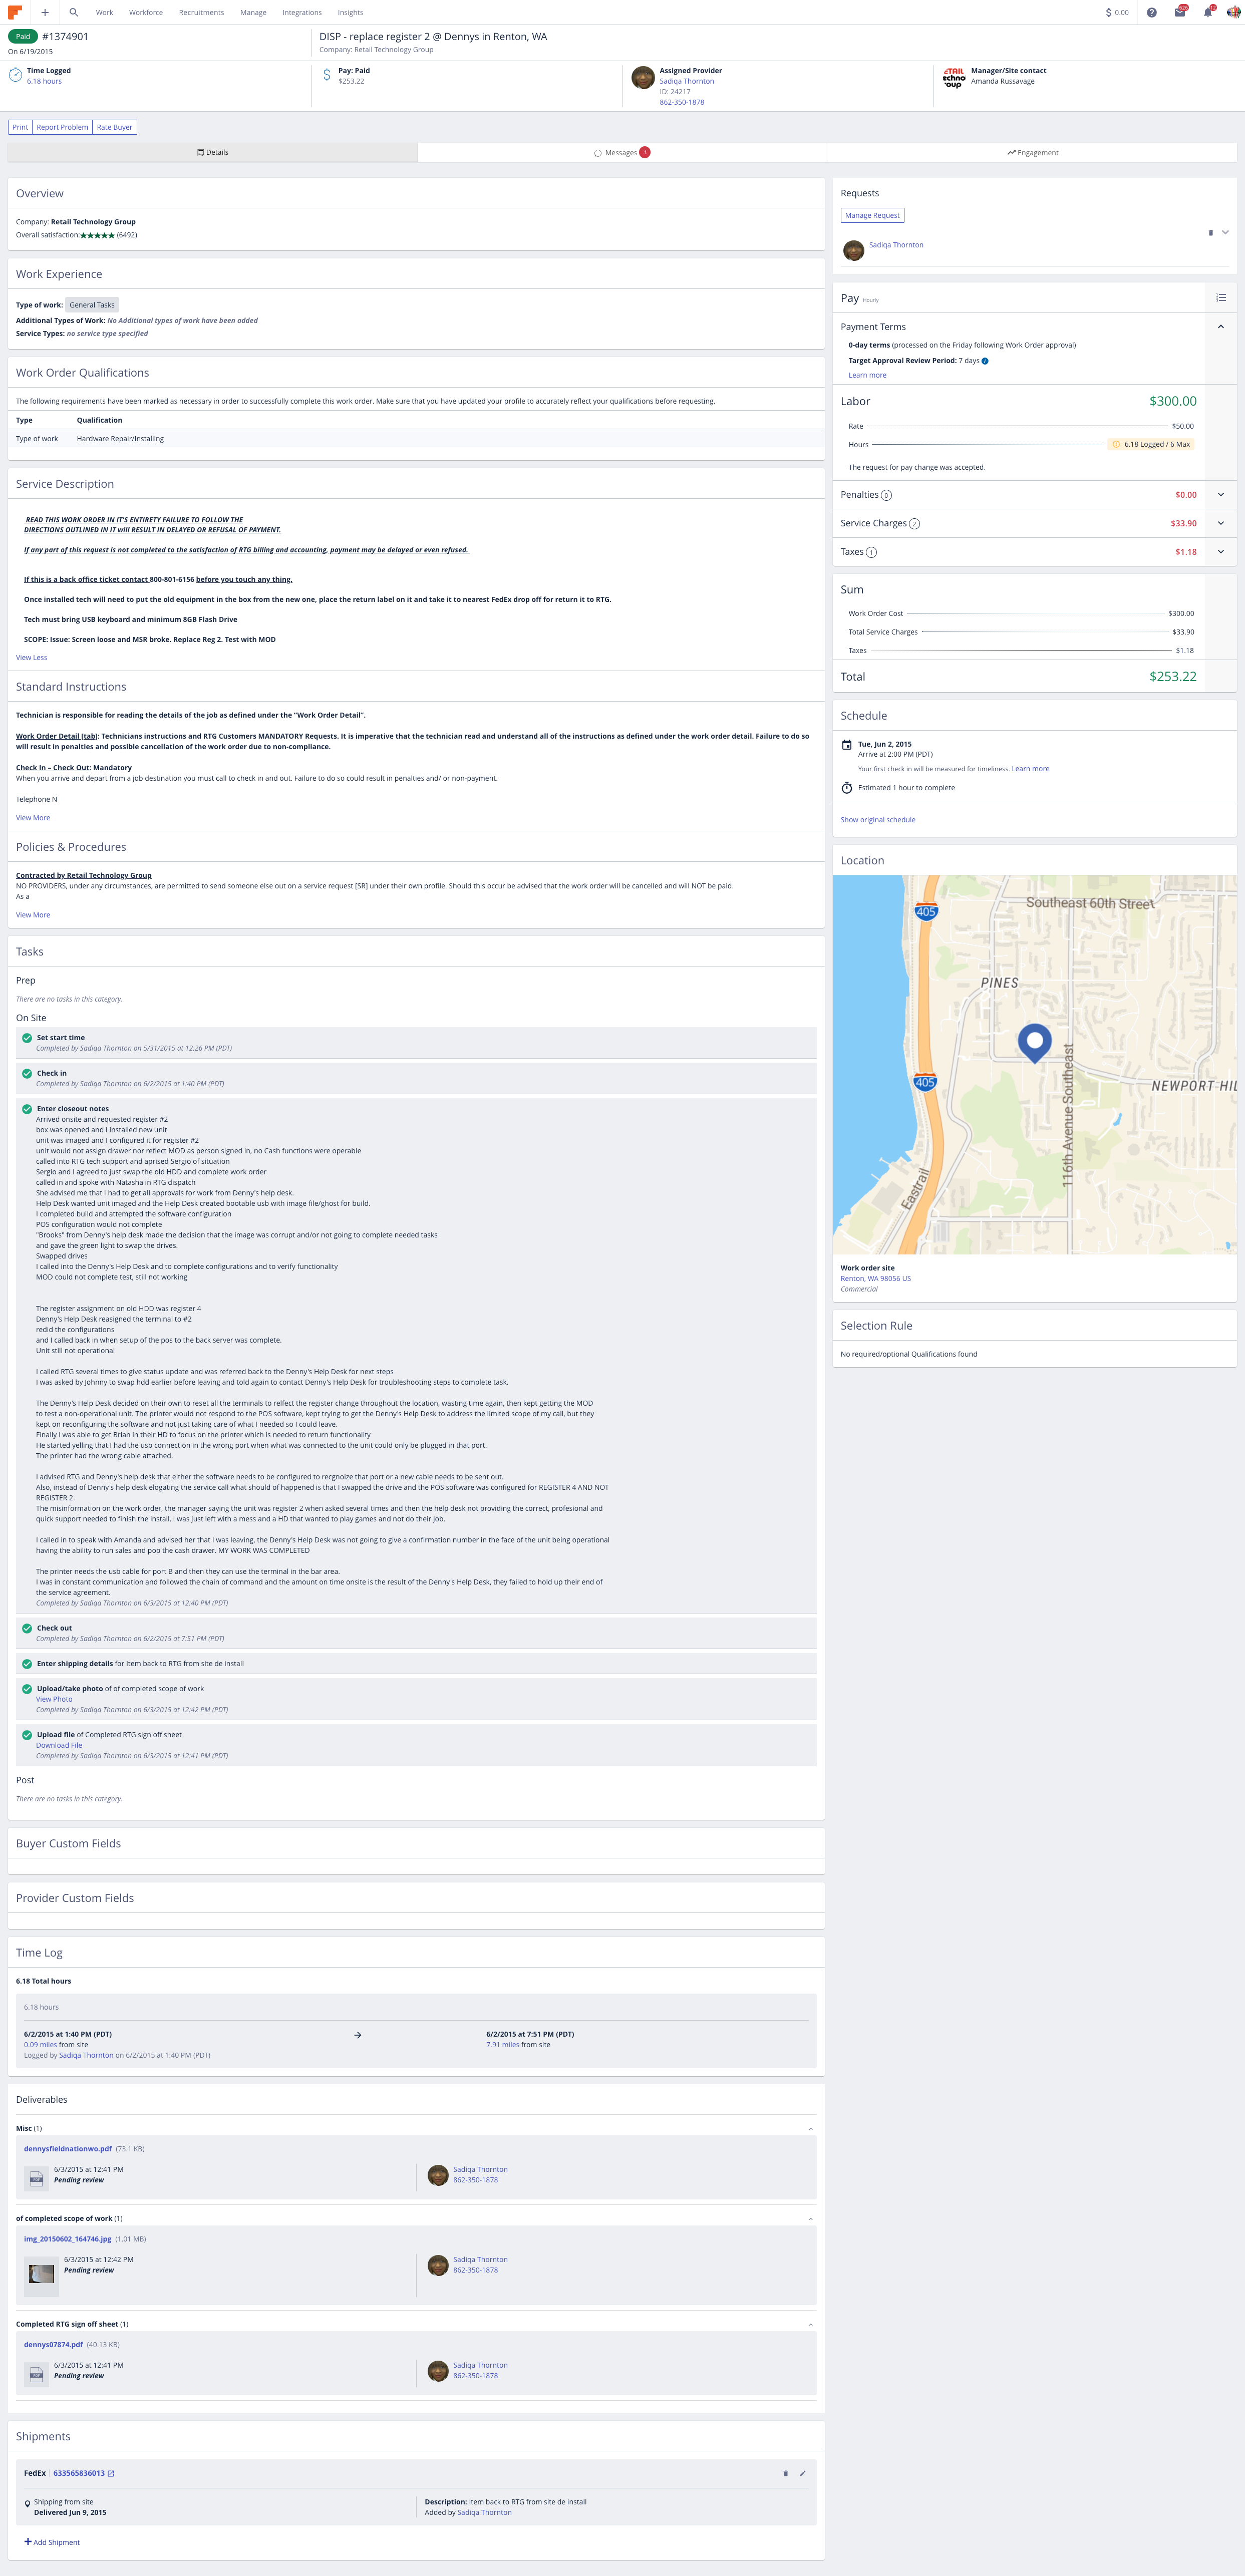 Work Workforce Recruitments Manage Integrations Insights
0.00
Paid #1374901
On 6/19/2015
DISP - replace register 2 @ Dennys in Renton, WA
Company: Retail Technology Group
Time Logged
6.18 hours
Pay: Paid
$253.22
Assigned Provider
Sadiqa Thornton
ID: 24217
862-350-1878
Manager/Site contact
Amanda Russavage
Print Report Problem Rate Buyer
Details
Messages 3
Engagement
Overview
Company: Retail Technology Group
Overall satisfaction: (6492)
Work Experience
Type of work: General Tasks
Additional Types of Work: No Additional types of work have been added
Service Types: no service type specified
Work Order Qualifications
The following requirements have been marked as necessary in order to successfully complete this work order. Make sure that you have updated your profile to accurately reflect your qualifications before requesting.
Type Qualification
Type of work Hardware Repair/Installing
Service Description
READ THIS WORK ORDER IN IT'S ENTIRETY FAILURE TO FOLLOW THE
DIRECTIONS OUTLINED IN IT will RESULT IN DELAYED OR REFUSAL OF PAYMENT.
If any part of this request is not completed to the satisfaction of RTG billing and accounting, payment may be delayed or even refused.
If this is a back office ticket contact 800-801-6156 before you touch any thing.
Once installed tech will need to put the old equipment in the box from the new one, place the return label on it and take it to nearest FedEx drop off for return it to RTG.
Tech must bring USB keyboard and minimum 8GB Flash Drive
SCOPE: Issue: Screen loose and MSR broke. Replace Reg 2. Test with MOD
View Less
Standard Instructions
Technician is responsible for reading the details of the job as defined under the "Work Order Detail".
Work Order Detail [tab]: Technicians instructions and RTG Customers MANDATORY Requests. It is imperative that the technician read and understand all of the instructions as defined under the work order detail. Failure to do so
will result in penalties and possible cancellation of the work order due to non-compliance.
Check In – Check Out: Mandatory
When you arrive and depart from a job destination you must call to check in and out. Failure to do so could result in penalties and/ or non-payment.
Telephone N
View More
Policies & Procedures
Contracted by Retail Technology Group
NO PROVIDERS, under any circumstances, are permitted to send someone else out on a service request [SR] under their own profile. Should this occur be advised that the work order will be cancelled and will NOT be paid.
As a
View More
Tasks
Prep
There are no tasks in this category.
On Site
Set start time
Completed by Sadiqa Thornton on 5/31/2015 at 12:26 PM (PDT)
Check in
Completed by Sadiqa Thornton on 6/2/2015 at 1:40 PM (PDT)
Enter closeout notes
Arrived onsite and requested register #2
box was opened and I installed new unit
unit was imaged and I configured it for register #2
unit would not assign drawer nor reflect MOD as person signed in, no Cash functions were operable
called into RTG tech support and aprised Sergio of situation
Sergio and I agreed to just swap the old HDD and complete work order
called in and spoke with Natasha in RTG dispatch
She advised me that I had to get all approvals for work from Denny's help desk.
Help Desk wanted unit imaged and the Help Desk created bootable usb with image file/ghost for build.
I completed build and attempted the software configuration
POS configuration would not complete
"Brooks" from Denny's help desk made the decision that the image was corrupt and/or not going to complete needed tasks
and gave the green light to swap the drives.
Swapped drives
I called into the Denny's Help Desk and to complete configurations and to verify functionality
MOD could not complete test, still not working
The register assignment on old HDD was register 4
Denny's Help Desk reasigned the terminal to #2
redid the configurations
and I called back in when setup of the pos to the back server was complete.
Unit still not operational
I called RTG several times to give status update and was referred back to the Denny's Help Desk for next steps
I was asked by Johnny to swap hdd earlier before leaving and told again to contact Denny's Help Desk for troubleshooting steps to complete task.
The Denny's Help Desk decided on their own to reset all the terminals to relfect the register change throughout the location, wasting time again, then kept getting the MOD
to test a non-operational unit. The printer would not respond to the POS software, kept trying to get the Denny's Help Desk to address the limited scope of my call, but they
kept on reconfiguring the software and not just taking care of what I needed so I could leave.
Finally I was able to get Brian in their HD to focus on the printer which is needed to return functionality
He started yelling that I had the usb connection in the wrong port when what was connected to the unit could only be plugged in that port.
The printer had the wrong cable attached.
I advised RTG and Denny's help desk that either the software needs to be configured to recgnoize that port or a new cable needs to be sent out.
Also, instead of Denny's help desk elogating the service call what should of happened is that I swapped the drive and the POS software was configured for REGISTER 4 AND NOT
REGISTER 2.
The misinformation on the work order, the manager saying the unit was register 2 when asked several times and then the help desk not providing the correct, profesional and
quick support needed to finish the install, I was just left with a mess and a HD that wanted to play games and not do their job.
I called in to speak with Amanda and advised her that I was leaving, the Denny's Help Desk was not going to give a confirmation number in the face of the unit being operational
having the ability to run sales and pop the cash drawer. MY WORK WAS COMPLETED
The printer needs the usb cable for port B and then they can use the terminal in the bar area.
I was in constant communication and followed the chain of command and the amount on time onsite is the result of the Denny's Help Desk, they failed to hold up their end of
the service agreement.
Completed by Sadiqa Thornton on 6/3/2015 at 12:40 PM (PDT)
Check out
Completed by Sadiqa Thornton on 6/2/2015 at 7:51 PM (PDT)
Enter shipping details for Item back to RTG from site de install
Upload/take photo of of completed scope of work
View Photo
Completed by Sadiqa Thornton on 6/3/2015 at 12:42 PM (PDT)
Upload file of Completed RTG sign off sheet
Download File
Completed by Sadiqa Thornton on 6/3/2015 at 12:41 PM (PDT)
Post
There are no tasks in this category.
Buyer Custom Fields
Provider Custom Fields
Time Log
6.18 Total hours
6.18 hours
6/2/2015 at 1:40 PM (PDT)
0.09 miles from site
Logged by Sadiqa Thornton on 6/2/2015 at 1:40 PM (PDT)
6/2/2015 at 7:51 PM (PDT)
7.91 miles from site
Deliverables
Misc (1)
dennysfieldnationwo.pdf (73.1 KB)
6/3/2015 at 12:41 PM
Pending review
Sadiqa Thornton
862-350-1878
of completed scope of work (1)
img_20150602_164746.jpg (1.01 MB)
6/3/2015 at 12:42 PM
Pending review
Sadiqa Thornton
862-350-1878
Completed RTG sign off sheet (1)
dennys07874.pdf (40.13 KB)
6/3/2015 at 12:41 PM
Pending review
Sadiqa Thornton
862-350-1878
Shipments
FedEx 633565836013
Shipping from site
Delivered Jun 9, 2015
Description: Item back to RTG from site de install
Added by Sadiqa Thornton
Add Shipment
Requests
Manage Request
Sadiqa Thornton
Pay Hourly
Payment Terms
0-day terms (processed on the Friday following Work Order approval)
Target Approval Review Period: 7 days
Learn more
Labor $300.00
Rate $50.00
Hours 6.18 Logged / 6 Max
The request for pay change was accepted.
Penalties 0 $0.00
Service Charges 2 $33.90
Taxes 1 $1.18
Sum
Work Order Cost $300.00
Total Service Charges $33.90
Taxes $1.18
Total $253.22
Schedule
Tue, Jun 2, 2015
Arrive at 2:00 PM (PDT)
Your first check in will be measured for timeliness. Learn more
Estimated 1 hour to complete
Show original schedule
Location
Southeast 60th Street
405
PINES
116th Avenue Southeast
405
NEWPORT HIL
Eastrail
Work order site
Renton, WA 98056 US
Commercial
Selection Rule
No required/optional Qualifications found